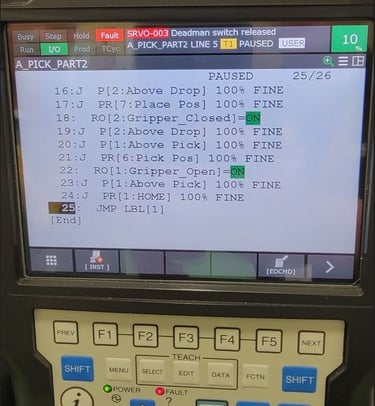 Busy Step Hold Fault SRVO-003 Deadman switch released
Run I/O Prod TCyc A_PICK_PART2 LINE 5 T1 PAUSED USER 10 %
A_PICK_PART2
PAUSED 25/26
16:J P[2:Above Drop] 100% FINE
17:J PR[7:Place Pos] 100% FINE
18: RO[2:Gripper_Closed]=ON
19:J P[2:Above Drop] 100% FINE
20:J P[1:Above Pick] 100% FINE
21:J PR[6:Pick Pos] 100% FINE
22: RO[1:Gripper_Open]=ON
23:J P[1:Above Pick] 100% FINE
24:J PR[1:HOME] 100% FINE
25: JMP LBL[1]
[End]
[ INST ] [EDCMD] >
PREV F1 F2 F3 F4 F5 NEXT
TEACH
SHIFT MENU SELECT EDIT DATA FCTN SHIFT
i POWER FAULT
?